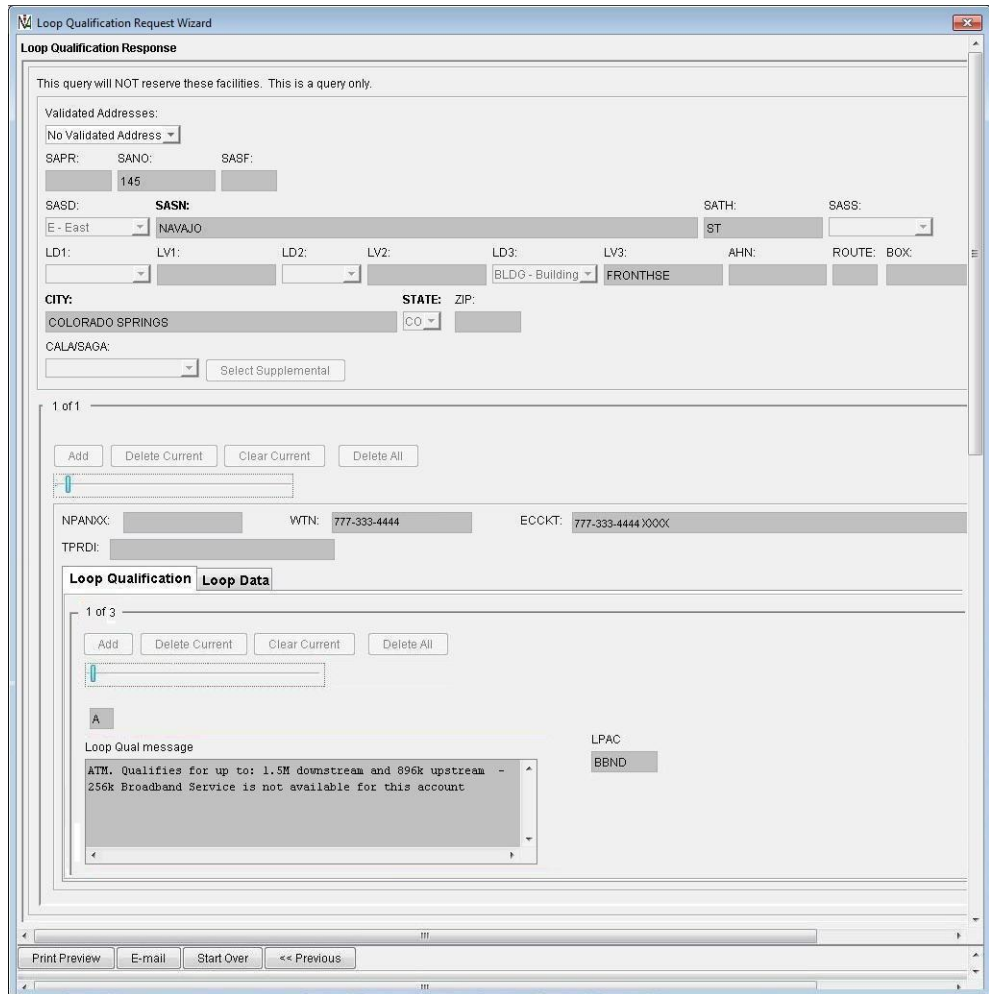 Loop Qualification Request Wizard
Loop Qualification Response
This query will NOT reserve these facilities. This is a query only.
Validated Addresses:
No Validated Address
SAPR: SANO: SASF:
145
SASD: SASN: SATH: SASS:
E - East NAVAJO ST
LD1: LV1: LD2: LV2: LD3: LV3: AHN: ROUTE: BOX:
BLDG - Building FRONTHSE
CITY: STATE: ZIP:
COLORADO SPRINGS CO
CALA/SAGA:
Select Supplemental
1 of 1
Add Delete Current Clear Current Delete All
NPANXX: WTN: 777-333-4444 ECCKT: 777-333-4444 XXXX
TPRDI:
Loop Qualification Loop Data
1 of 3
Add Delete Current Clear Current Delete All
A
Loop Qual message LPAC
ATM. Qualifies for up to: 1.5M downstream and 896k upstream - BBND
256k Broadband Service is not available for this account
Print Preview E-mail Start Over << Previous